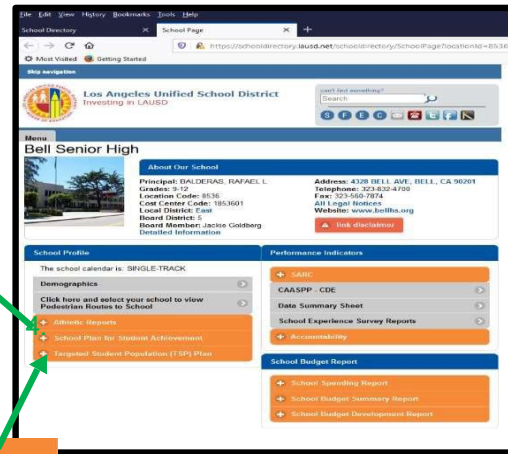 File Edit View History Bookmarks Tools Help
School Directory
School Page
https://schooldirectory.lausd.net/schooldirectory/SchoolPage?locationId=8536
Most Visited Getting Started
Skip navigation
Los Angeles Unified School District
Investing in LAUSD
can't find something?
Search
S F E C
Menu
Bell Senior High
About Our School
Principal: BALDERAS, RAFAEL L
Grades: 9-12
Location Code: 8536
Cost Center Code: 1853601
Local District: East
Board District: 5
Board Member: Jackie Goldberg
Detailed Information
Address: 4328 BELL AVE, BELL, CA 90201
Telephone: 323-832-4700
Fax: 323-560-7874
All Legal Notices
Website: www.bellhs.org
link disclaimer
School Profile
The school calendar is: SINGLE-TRACK
Demographics
Click here and select your school to view
Pedestrian Routes to School
Athletic Reports
School Plan for Student Achievement
Targeted Student Population (TSP) Plan
Performance Indicators
SARC
CAASPP - CDE
Data Summary Sheet
School Experience Survey Reports
Accountability
School Budget Report
School Spending Report
School Budget Summary Report
School Budget Development Report